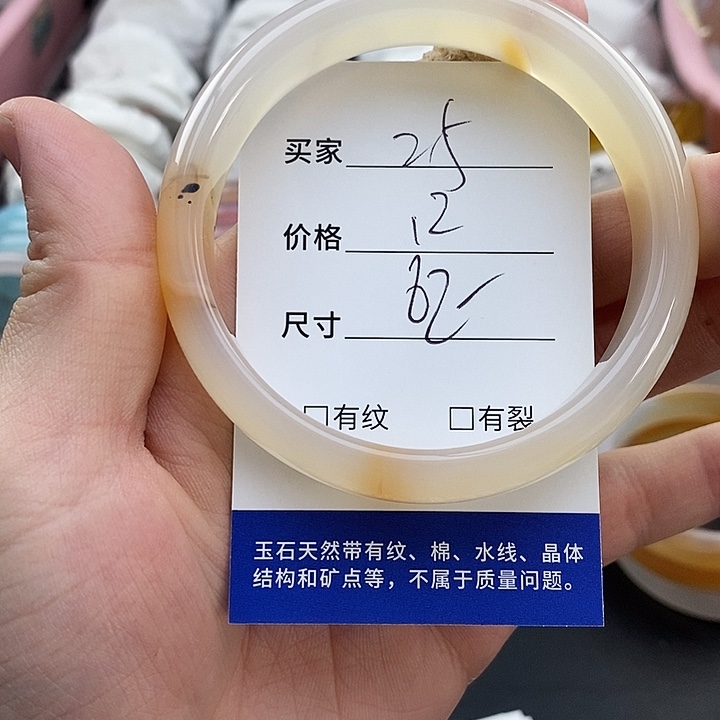 买家 25
价格 12
尺寸 62
□有纹 □有裂
玉石天然带有纹、棉、水线、晶体
结构和矿点等，不属于质量问题。